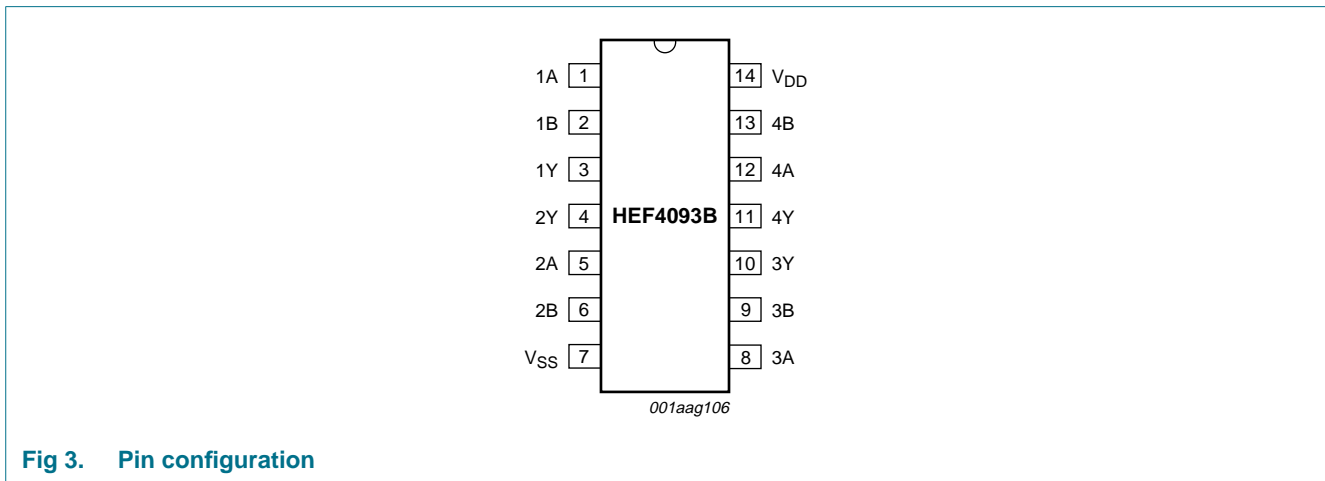 1A 1 14 VDD
1B 2 13 4B
1Y 3 12 4A
2Y 4 HEF4093B 11 4Y
2A 5 10 3Y
2B 6 9 3B
VSS 7 8 3A
001aag106
Fig 3. Pin configuration